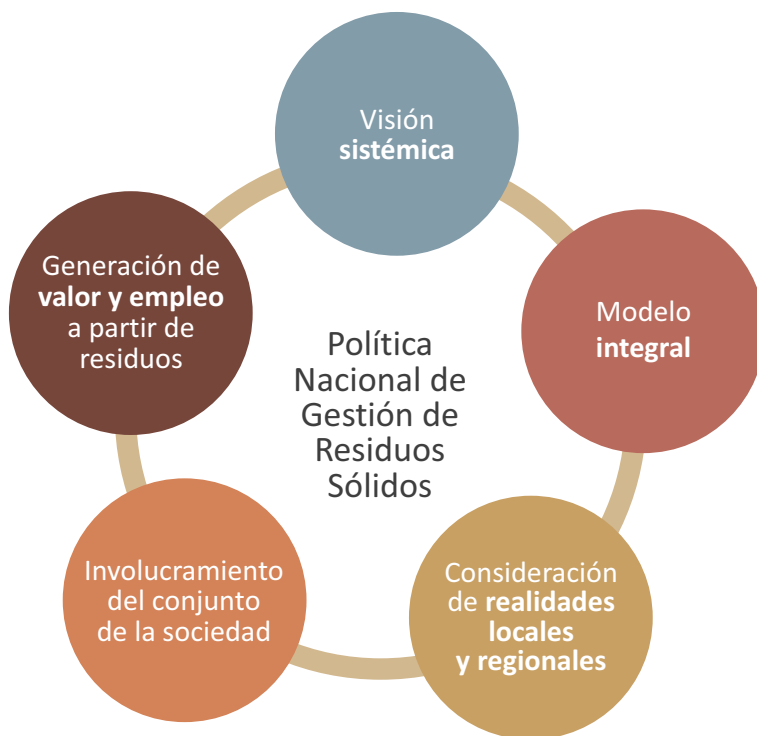 Visión
sistémica
Modelo
integral
Consideración
de realidades
locales
y regionales
Involucramiento
del conjunto
de la sociedad
Generación de
valor y empleo
a partir de
residuos
Política
Nacional de
Gestión de
Residuos
Sólidos